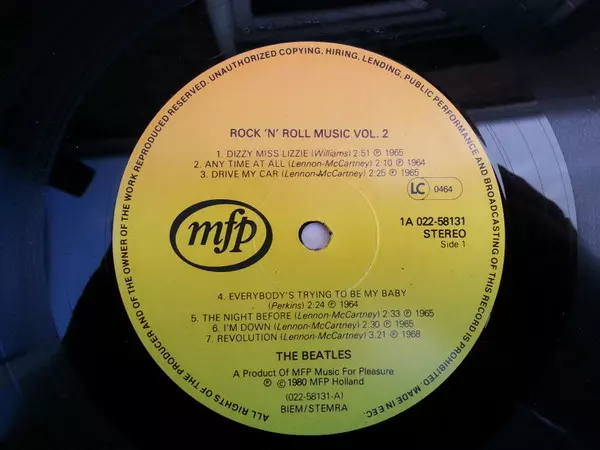 ALL RIGHTS OF THE PRODUCER AND OF THE OWNER OF THE WORK REPRODUCED RESERVED. UNAUTHORIZED COPYING, HIRING, LENDING, PUBLIC PERFORMANCE AND BROADCASTING OF THIS RECORD IS PROHIBITED. MADE IN EEC.
ROCK 'N' ROLL MUSIC VOL. 2
1. DIZZY MISS LIZZIE (Williams) 2:51 ℗ 1965
2. ANY TIME AT ALL (Lennon-McCartney) 2:10 ℗ 1964
3. DRIVE MY CAR (Lennon-McCartney) 2:25 ℗ 1965
LC 0464
mfp
1A 022-58131
STEREO
Side 1
4. EVERYBODY'S TRYING TO BE MY BABY
(Perkins) 2:24 ℗ 1964
5. THE NIGHT BEFORE (Lennon-McCartney) 2:33 ℗ 1965
6. I'M DOWN (Lennon-McCartney) 2:30 ℗ 1965
7. REVOLUTION (Lennon-McCartney) 3.21 ℗ 1968
THE BEATLES
A Product Of MFP Music For Pleasure
℗ © 1980 MFP Holland
(022-58131-A)
BIEM/STEMRA